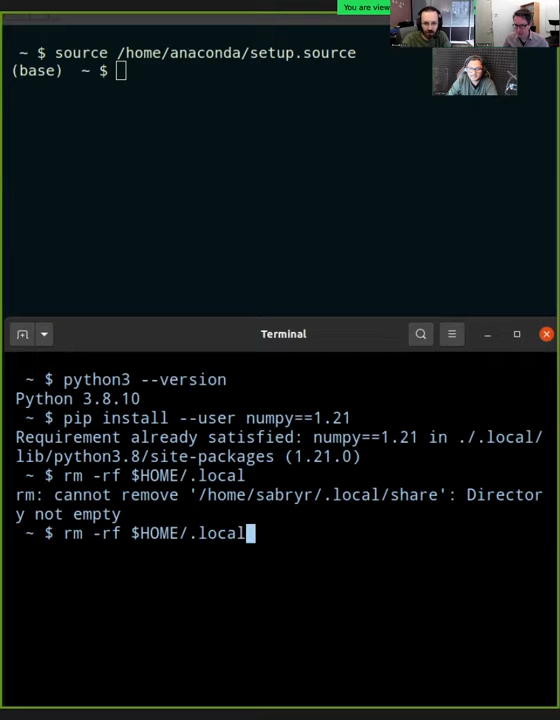 You are view
~ $ source /home/anaconda/setup.source
(base) ~ $
Terminal
~ $ python3 --version
Python 3.8.10
~ $ pip install --user numpy==1.21
Requirement already satisfied: numpy==1.21 in ./.local/
lib/python3.8/site-packages (1.21.0)
~ $ rm -rf $HOME/.local
rm: cannot remove '/home/sabryr/.local/share': Director
y not empty
~ $ rm -rf $HOME/.local